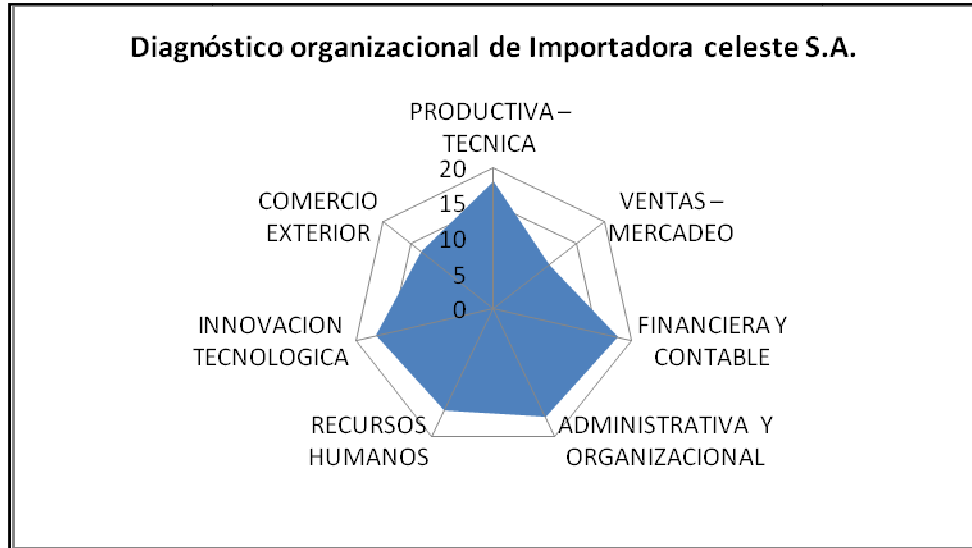 Diagnóstico organizacional de Importadora celeste S.A.
PRODUCTIVA –
TECNICA
VENTAS –
MERCADEO
FINANCIERA Y
CONTABLE
ADMINISTRATIVA Y
ORGANIZACIONAL
RECURSOS
HUMANOS
INNOVACION
TECNOLOGICA
COMERCIO
EXTERIOR
20
15
10
5
0